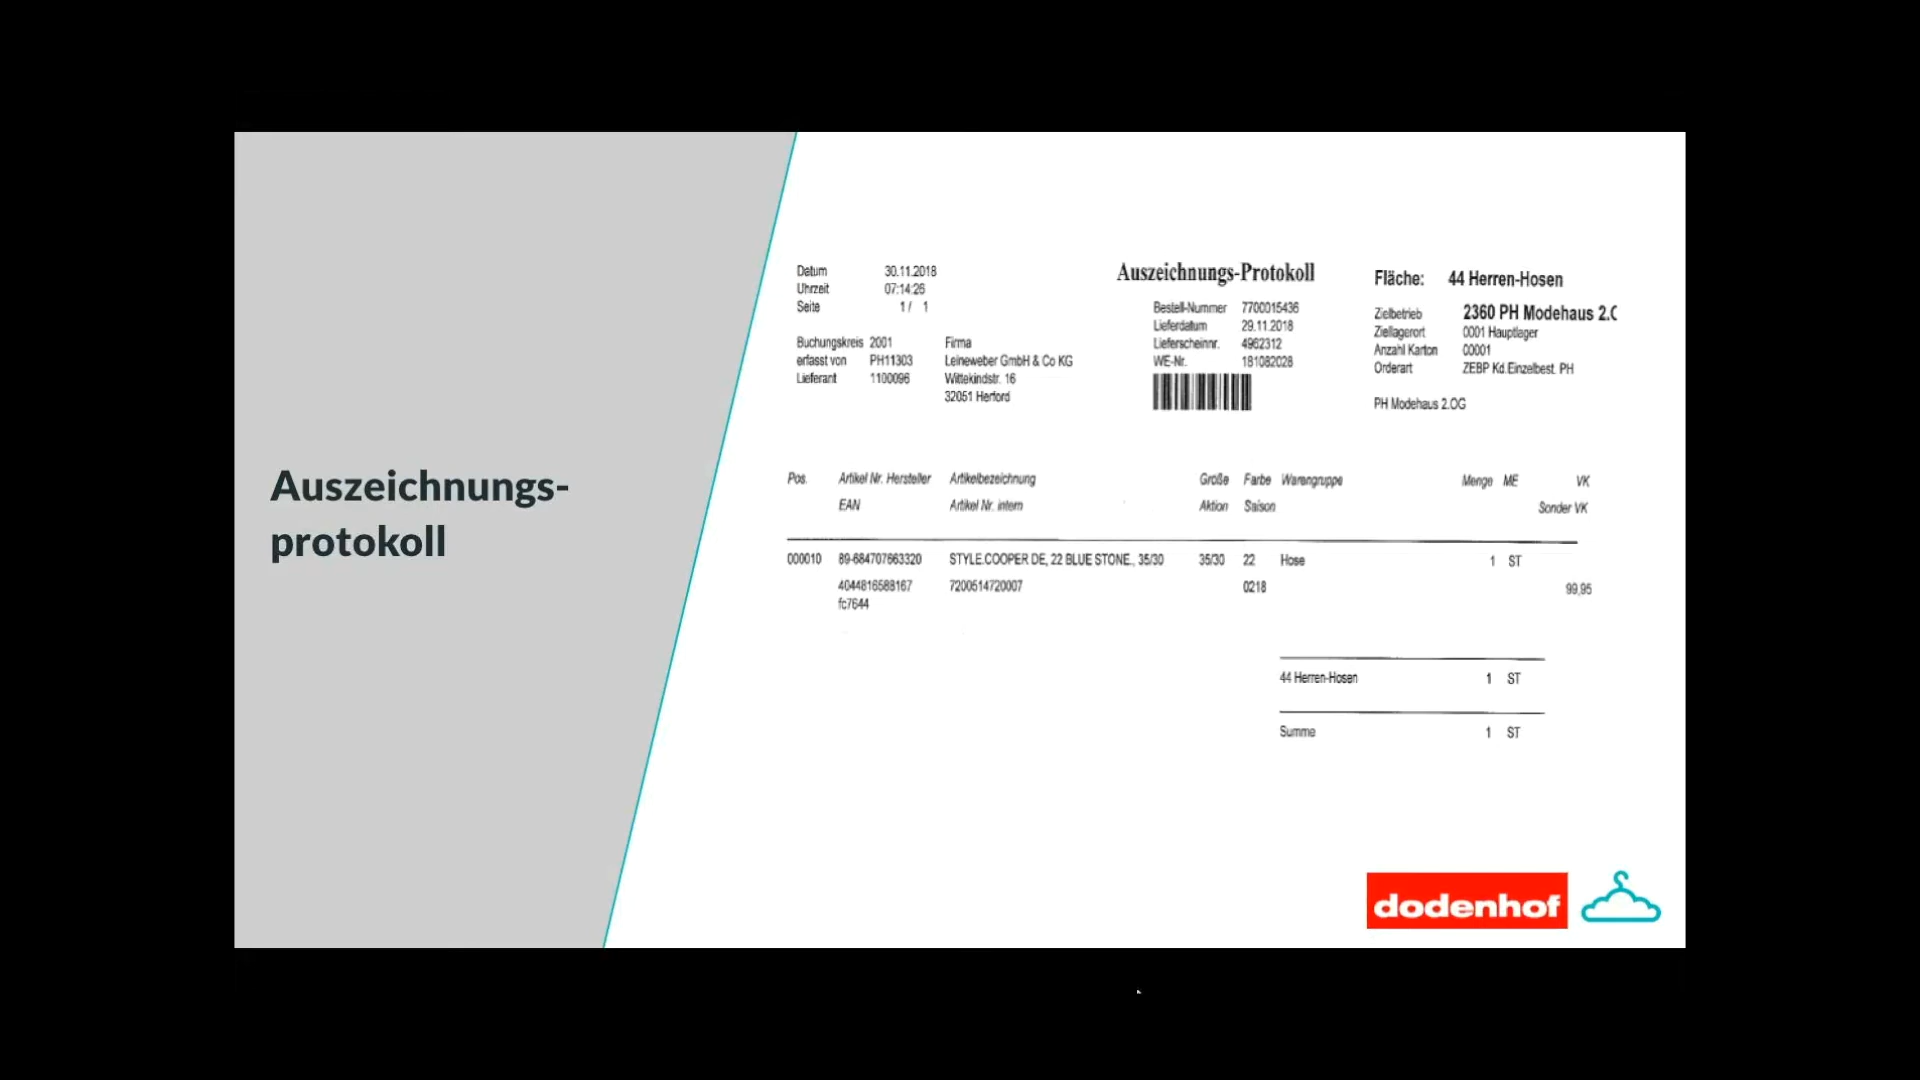 Auszeichnungs-
protokoll
Datum 30.11.2018
Uhrzeit 07:14:26
Seite 1 / 1
Buchungskreis 2001
erfasst von PH11303
Lieferant 1100096
Firma
Leineweber GmbH & Co KG
Wittekindstr. 16
32051 Herford
Auszeichnungs-Protokoll
Bestell-Nummer 7700015436
Lieferdatum 29.11.2018
Lieferscheinnr. 4962312
WE-Nr. 181082028
Fläche: 44 Herren-Hosen
Zielbetrieb 2360 PH Modehaus 2.0
Ziellagerort 0001 Hauptlager
Anzahl Karton 00001
Orderart ZEBP Kd.Einzelbest. PH
PH Modehaus 2.OG
Pos. Artikel Nr. Hersteller Artikelbezeichnung Größe Farbe Warengruppe Menge ME VK
EAN Artikel Nr. intern Aktion Saison Sonder VK
000010 89-684707663320 STYLE.COOPER DE, 22 BLUE STONE., 35/30 35/30 22 Hose 1 ST
4044816588167 7200514720007 0218 99,95
fc7644
44 Herren-Hosen 1 ST
Summe 1 ST
dodenhof